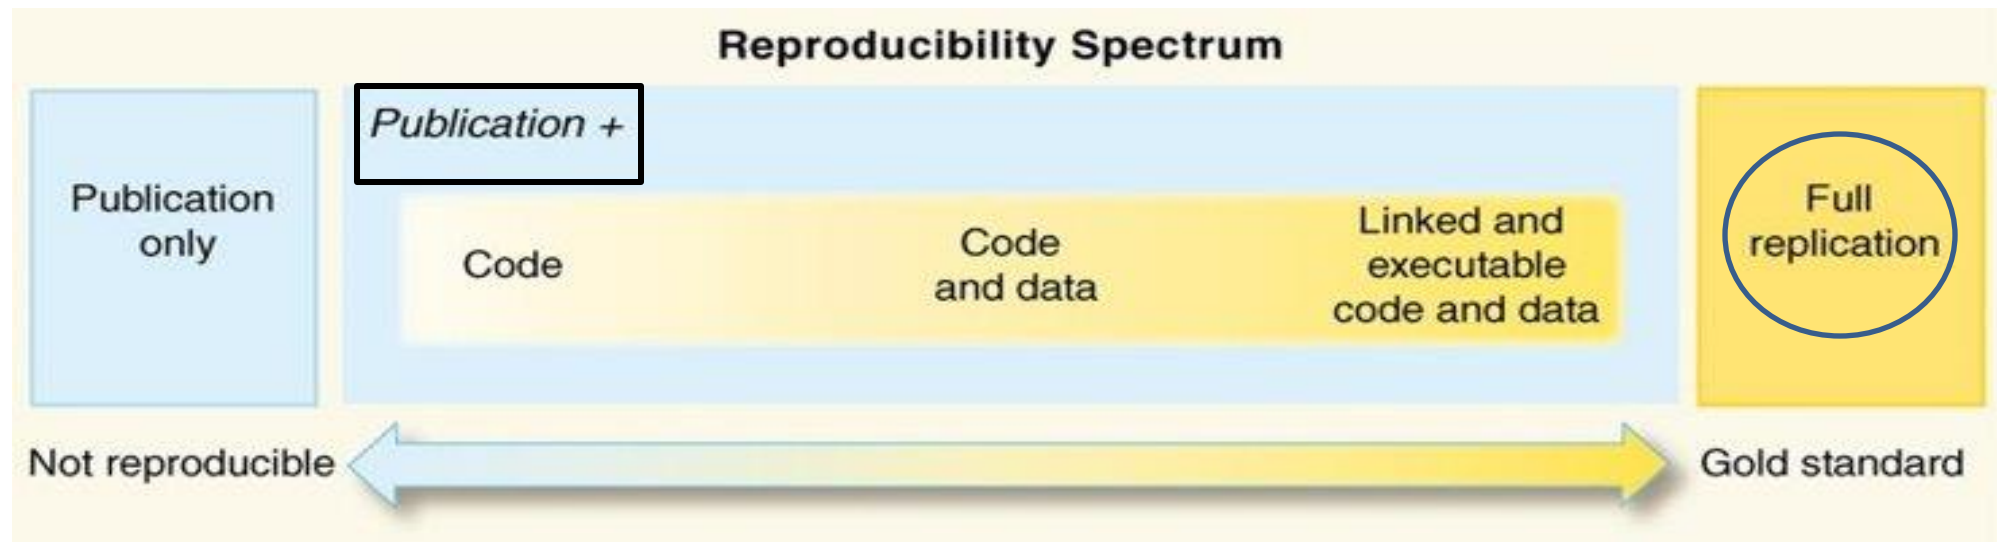 Reproducibility Spectrum
Publication
only
Publication +
Code
Code
and data
Linked and
executable
code and data
Full
replication
Not reproducible
Gold standard